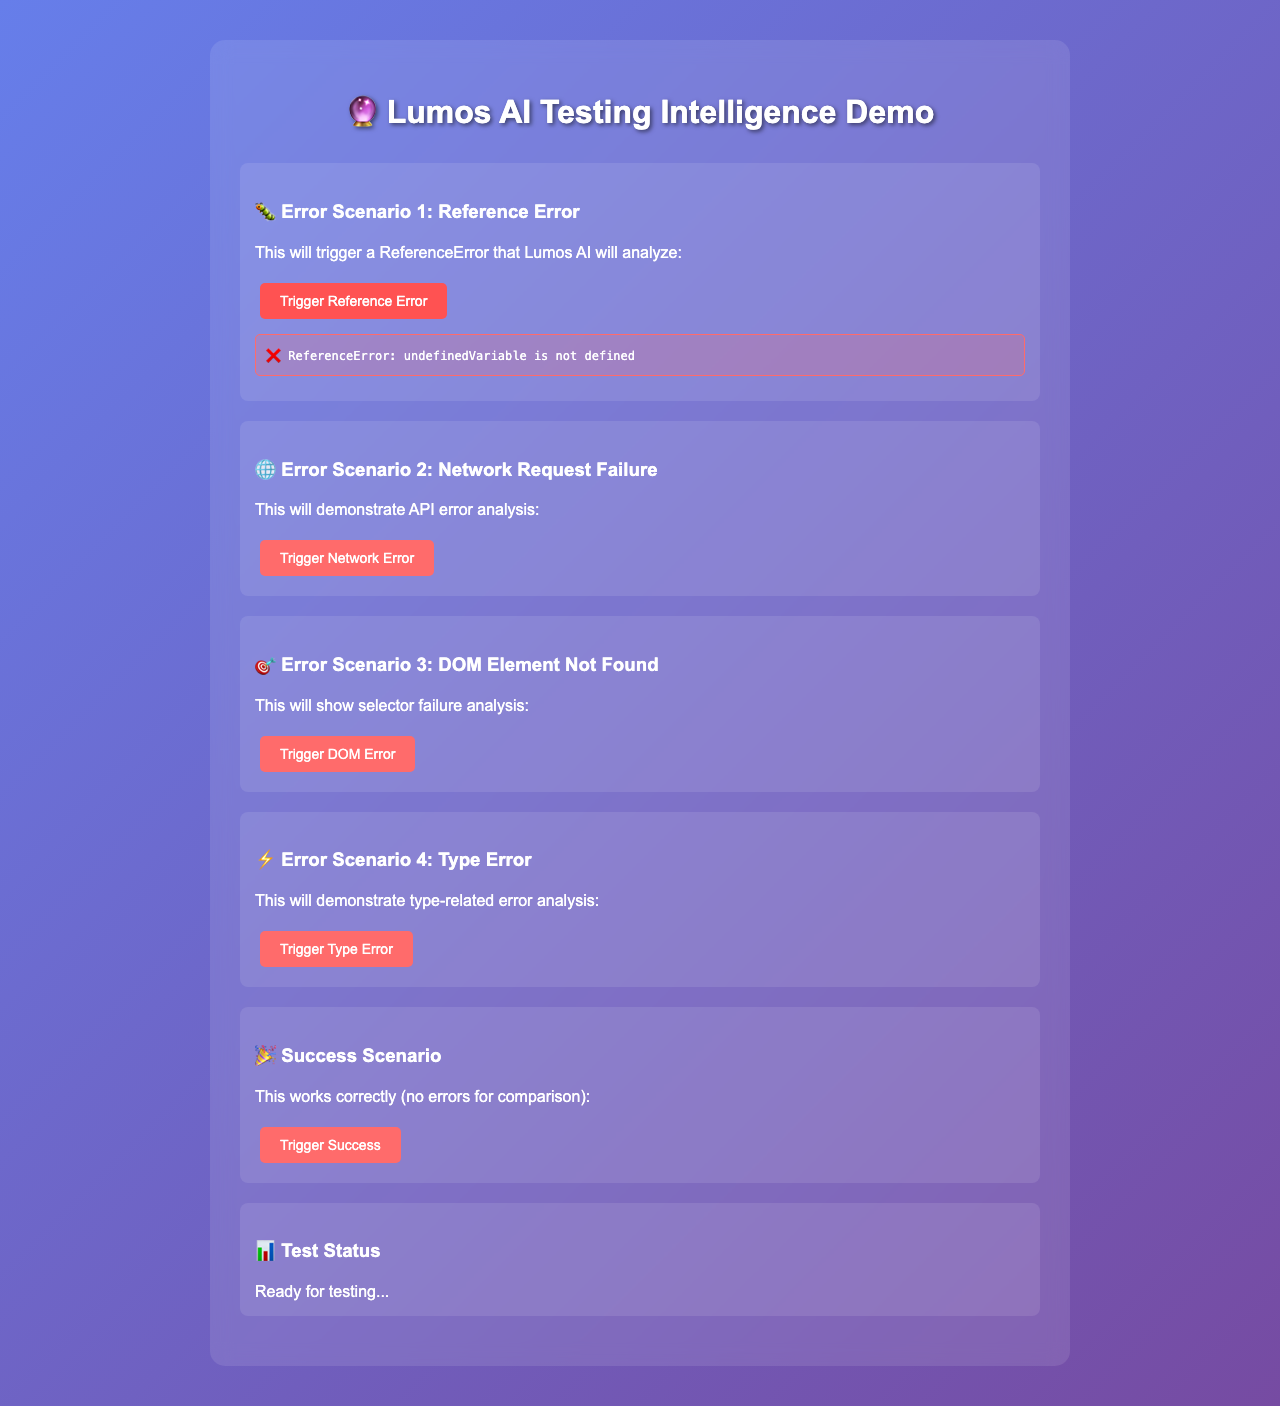 🔮 Lumos AI Testing Intelligence Demo
🐛 Error Scenario 1: Reference Error
This will trigger a ReferenceError that Lumos AI will analyze:
Trigger Reference Error
❌ ReferenceError: undefinedVariable is not defined
🌐 Error Scenario 2: Network Request Failure
This will demonstrate API error analysis:
Trigger Network Error
🎯 Error Scenario 3: DOM Element Not Found
This will show selector failure analysis:
Trigger DOM Error
⚡ Error Scenario 4: Type Error
This will demonstrate type-related error analysis:
Trigger Type Error
🎉 Success Scenario
This works correctly (no errors for comparison):
Trigger Success
📊 Test Status
Ready for testing...